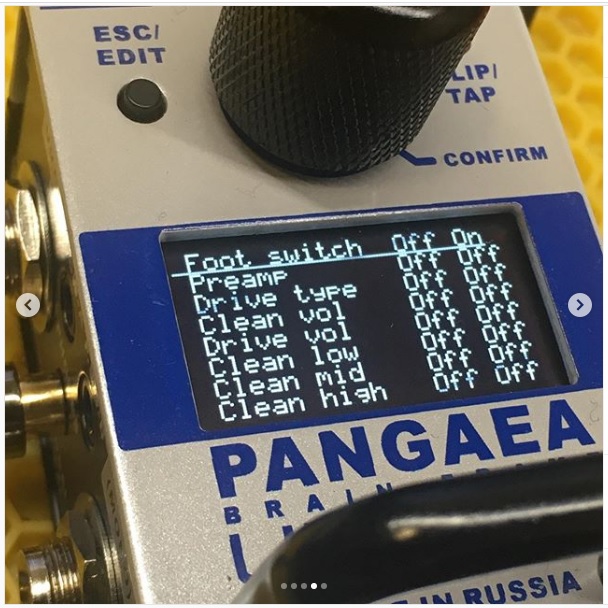 ESC/
EDIT
LIP/
TAP
CONFIRM
Foot switch Off On
Preamp Off Off
Drive type Off Off
Clean vol Off Off
Drive vol Off Off
Clean low Off Off
Clean mid Off Off
Clean high Off Off
PANGAEA
IN RUSSIA